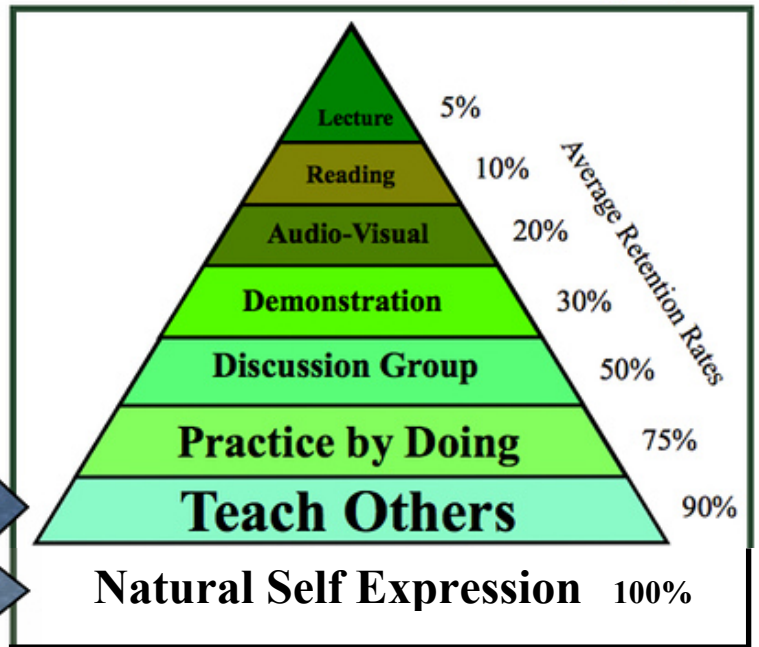 Lecture 5%
Reading 10%
Audio-Visual 20%
Demonstration 30%
Discussion Group 50%
Practice by Doing 75%
Teach Others 90%
Natural Self Expression 100%
Average Retention Rates